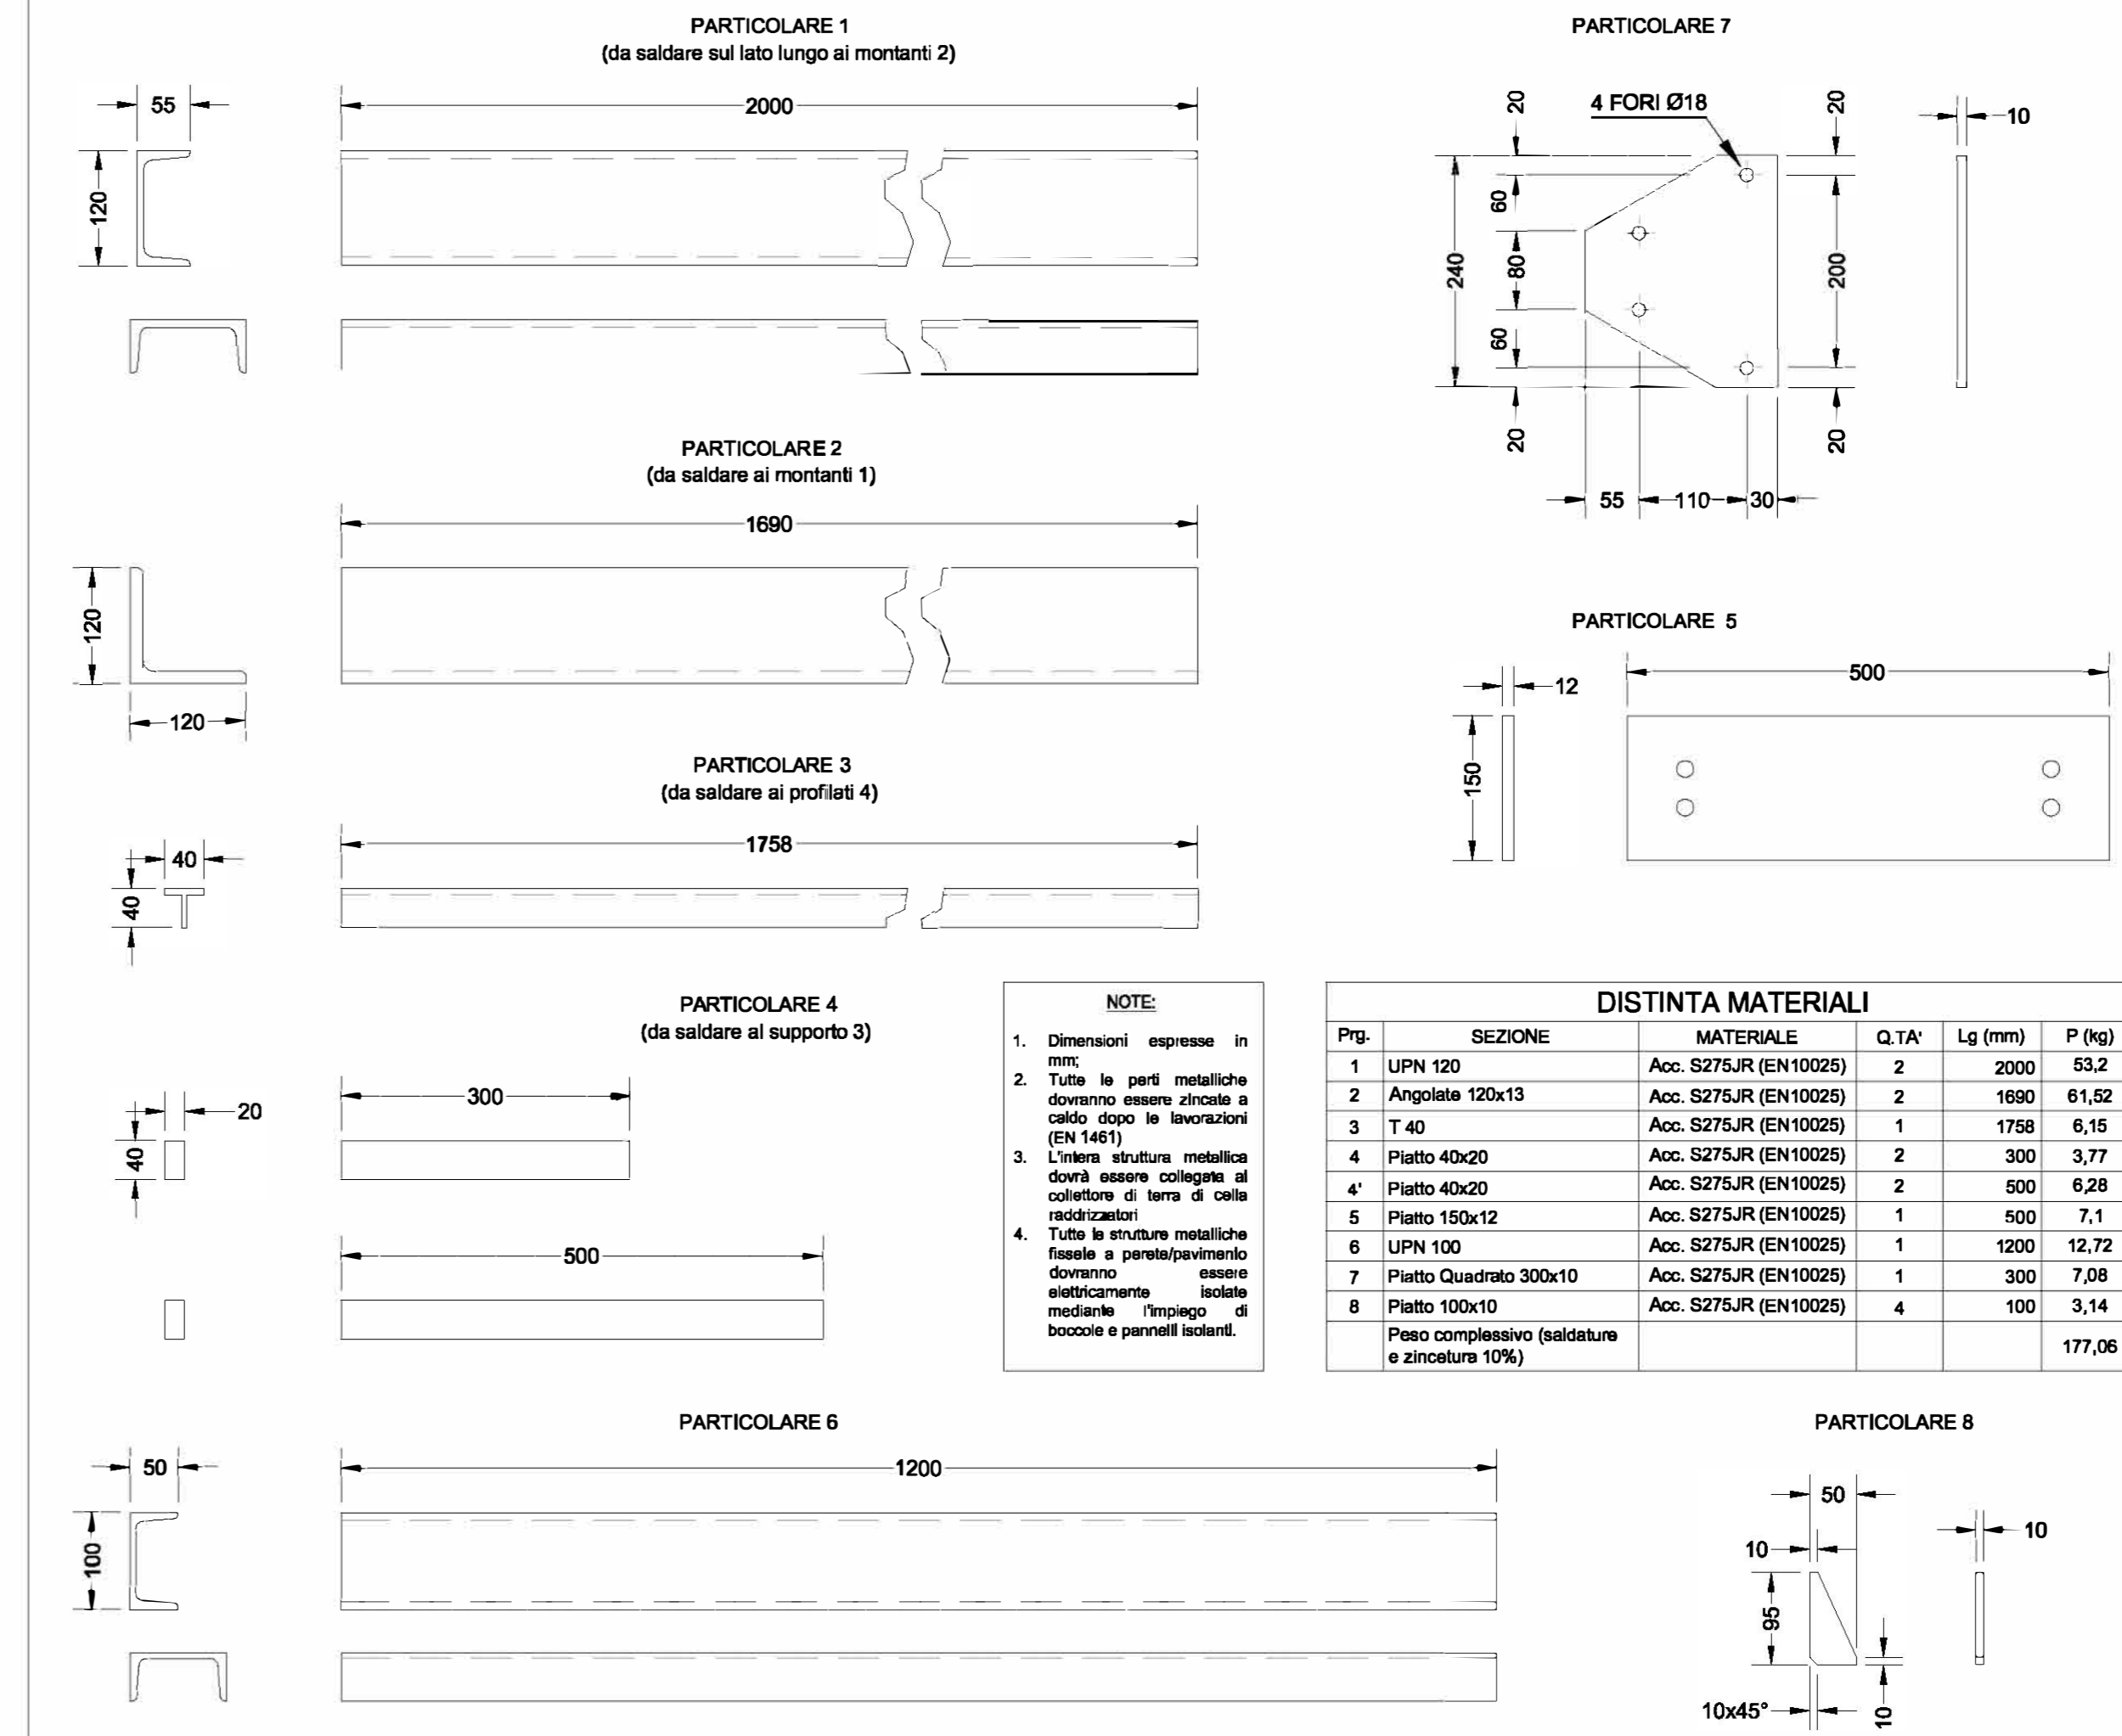 PARTICOLARE 1
(da saldare sul lato lungo ai montanti 2)
55
2000
120
PARTICOLARE 7
20
4 FORI Ø18
20
10
60
240
80
200
60
20
20
55
110
30
PARTICOLARE 2
(da saldare ai montanti 1)
1690
120
120
PARTICOLARE 5
12
500
150
PARTICOLARE 3
(da saldare ai profilati 4)
1758
40
40
PARTICOLARE 4
(da saldare al supporto 3)
300
20
40
500
NOTE:
1. Dimensioni espresse in
mm;
2. Tutte le parti metalliche
dovranno essere zincate a
caldo dopo le lavorazioni
(EN 1461)
3. L'intera struttura metallica
dovrà essere collegata al
collettore di terra di cella
raddrizzatori
4. Tutte le strutture metalliche
fissele a parete/pavimento
dovranno essere
elettricamente isolate
mediante l'impiego di
boccole e pannelli isolanti.
DISTINTA MATERIALI
Prg. SEZIONE MATERIALE Q.TA' Lg (mm) P (kg)
1 UPN 120 Acc. S275JR (EN10025) 2 2000 53,2
2 Angolate 120x13 Acc. S275JR (EN10025) 2 1690 61,52
3 T 40 Acc. S275JR (EN10025) 1 1758 6,15
4 Piatto 40x20 Acc. S275JR (EN10025) 2 300 3,77
4' Piatto 40x20 Acc. S275JR (EN10025) 2 500 6,28
5 Piatto 150x12 Acc. S275JR (EN10025) 1 500 7,1
6 UPN 100 Acc. S275JR (EN10025) 1 1200 12,72
7 Piatto Quadrato 300x10 Acc. S275JR (EN10025) 1 300 7,08
8 Piatto 100x10 Acc. S275JR (EN10025) 4 100 3,14
Peso complessivo (saldature
e zincetura 10%) 177,06
PARTICOLARE 6
50
1200
100
PARTICOLARE 8
50
10
10
95
10x45°
10